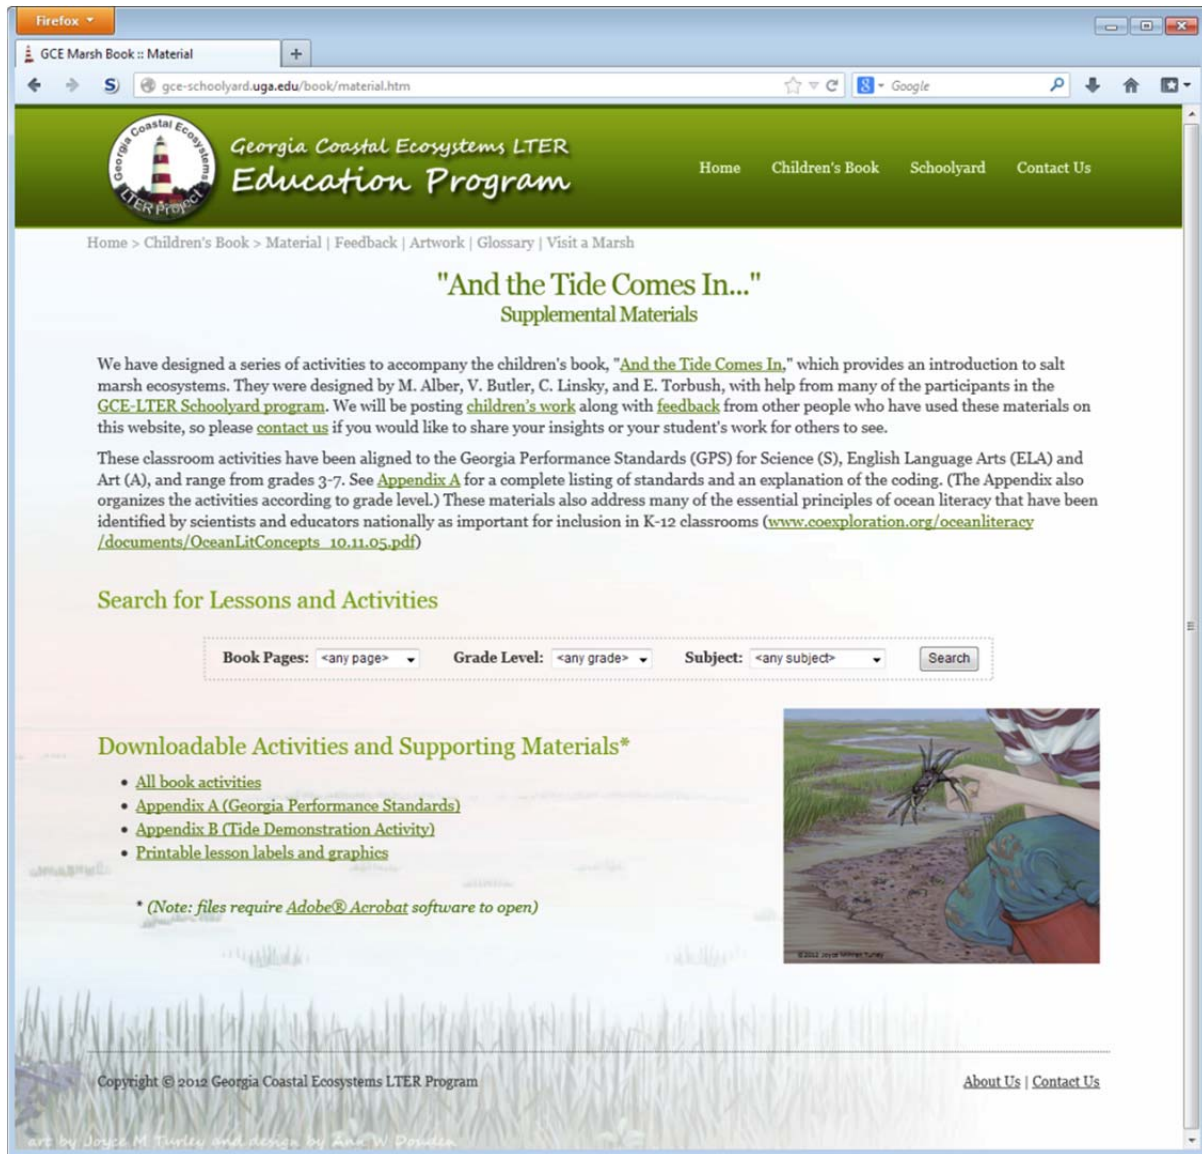 Firefox
GCE Marsh Book :: Material
gce-schoolyard.uga.edu/book/material.htm
Google
Georgia Coastal Ecosystems
LTER Project
Georgia Coastal Ecosystems LTER
Education Program
Home Children's Book Schoolyard Contact Us
Home > Children's Book > Material | Feedback | Artwork | Glossary | Visit a Marsh
"And the Tide Comes In..."
Supplemental Materials
We have designed a series of activities to accompany the children's book, "And the Tide Comes In," which provides an introduction to salt
marsh ecosystems. They were designed by M. Alber, V. Butler, C. Linsky, and E. Torbush, with help from many of the participants in the
GCE-LTER Schoolyard program. We will be posting children's work along with feedback from other people who have used these materials on
this website, so please contact us if you would like to share your insights or your student's work for others to see.
These classroom activities have been aligned to the Georgia Performance Standards (GPS) for Science (S), English Language Arts (ELA) and
Art (A), and range from grades 3-7. See Appendix A for a complete listing of standards and an explanation of the coding. (The Appendix also
organizes the activities according to grade level.) These materials also address many of the essential principles of ocean literacy that have been
identified by scientists and educators nationally as important for inclusion in K-12 classrooms (www.coexploration.org/oceanliteracy
/documents/OceanLitConcepts_10.11.05.pdf)
Search for Lessons and Activities
Book Pages: <any page> Grade Level: <any grade> Subject: <any subject> Search
Downloadable Activities and Supporting Materials*
• All book activities
• Appendix A (Georgia Performance Standards)
• Appendix B (Tide Demonstration Activity)
• Printable lesson labels and graphics
* (Note: files require Adobe® Acrobat software to open)
©2012 Joyce Mihran Turley
Copyright © 2012 Georgia Coastal Ecosystems LTER Program
About Us | Contact Us
art by Joyce M Turley and design by Ann W Douden